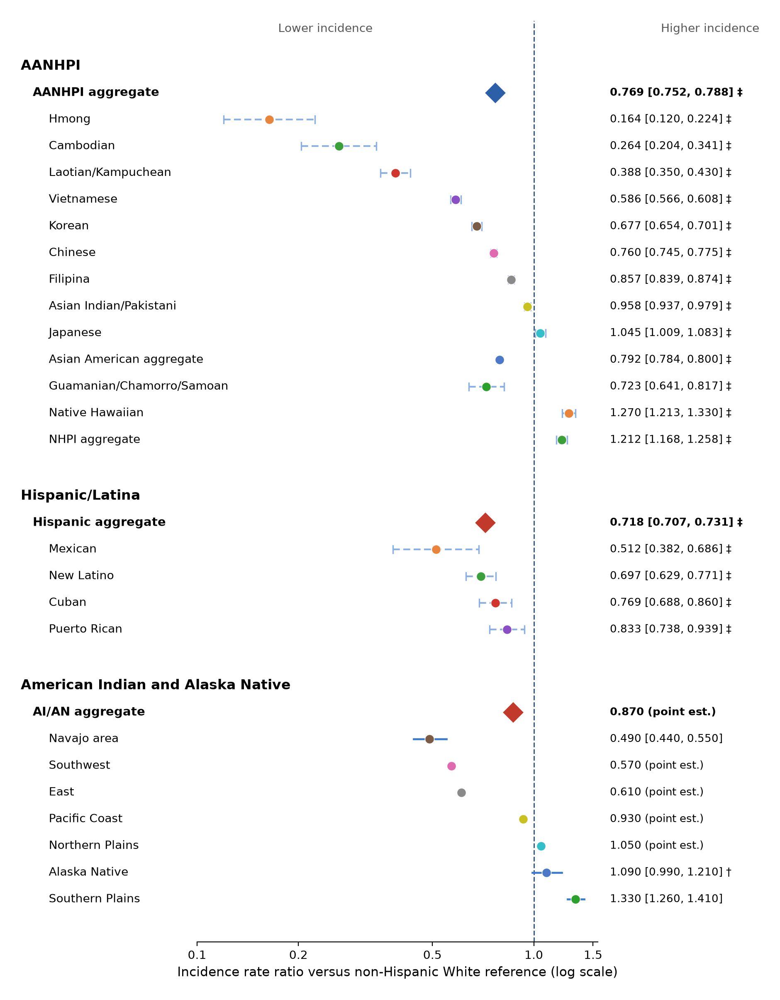 Lower incidence Higher incidence
AANHPI
AANHPI aggregate 0.769 [0.752, 0.788] ‡
Hmong 0.164 [0.120, 0.224] ‡
Cambodian 0.264 [0.204, 0.341] ‡
Laotian/Kampuchean 0.388 [0.350, 0.430] ‡
Vietnamese 0.586 [0.566, 0.608] ‡
Korean 0.677 [0.654, 0.701] ‡
Chinese 0.760 [0.745, 0.775] ‡
Filipina 0.857 [0.839, 0.874] ‡
Asian Indian/Pakistani 0.958 [0.937, 0.979] ‡
Japanese 1.045 [1.009, 1.083] ‡
Asian American aggregate 0.792 [0.784, 0.800] ‡
Guamanian/Chamorro/Samoan 0.723 [0.641, 0.817] ‡
Native Hawaiian 1.270 [1.213, 1.330] ‡
NHPI aggregate 1.212 [1.168, 1.258] ‡
Hispanic/Latina
Hispanic aggregate 0.718 [0.707, 0.731] ‡
Mexican 0.512 [0.382, 0.686] ‡
New Latino 0.697 [0.629, 0.771] ‡
Cuban 0.769 [0.688, 0.860] ‡
Puerto Rican 0.833 [0.738, 0.939] ‡
American Indian and Alaska Native
AI/AN aggregate 0.870 (point est.)
Navajo area 0.490 [0.440, 0.550]
Southwest 0.570 (point est.)
East 0.610 (point est.)
Pacific Coast 0.930 (point est.)
Northern Plains 1.050 (point est.)
Alaska Native 1.090 [0.990, 1.210] †
Southern Plains 1.330 [1.260, 1.410]
0.1 0.2 0.5 1.0 1.5
Incidence rate ratio versus non-Hispanic White reference (log scale)